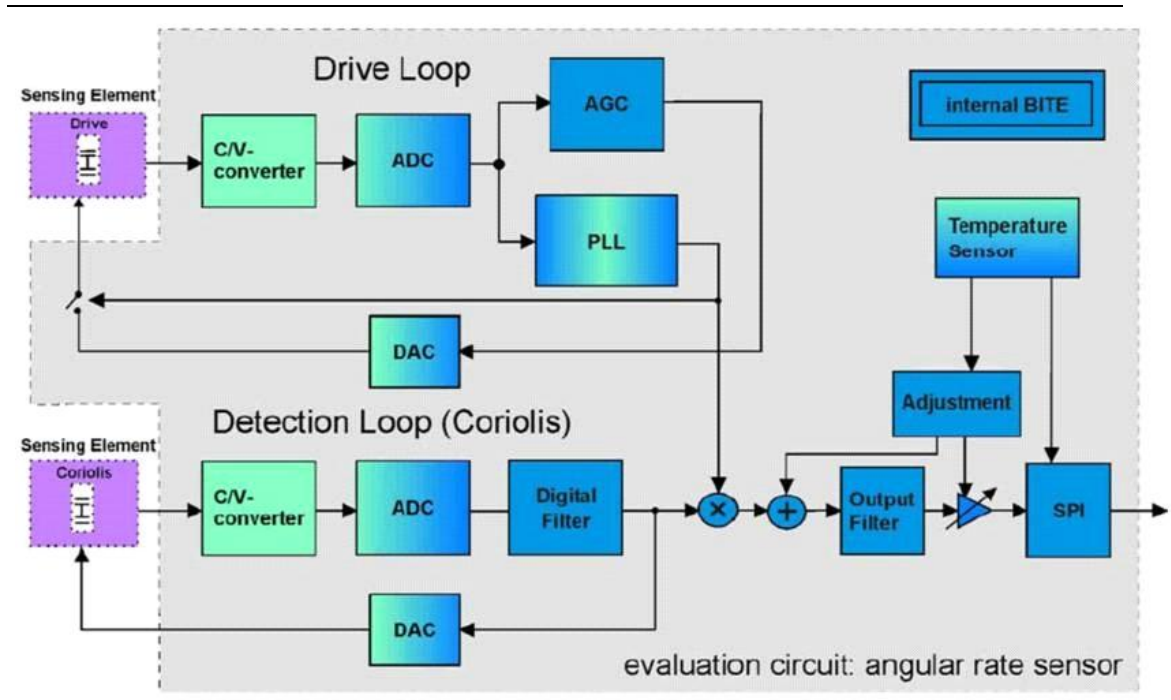 Drive Loop
Sensing Element
Drive
C/V-
converter
ADC
AGC
PLL
internal BITE
Temperature
Sensor
DAC
Adjustment
Detection Loop (Coriolis)
Sensing Element
Coriolis
C/V-
converter
ADC
Digital
Filter
×
+
Output
Filter
SPI
DAC
evaluation circuit: angular rate sensor